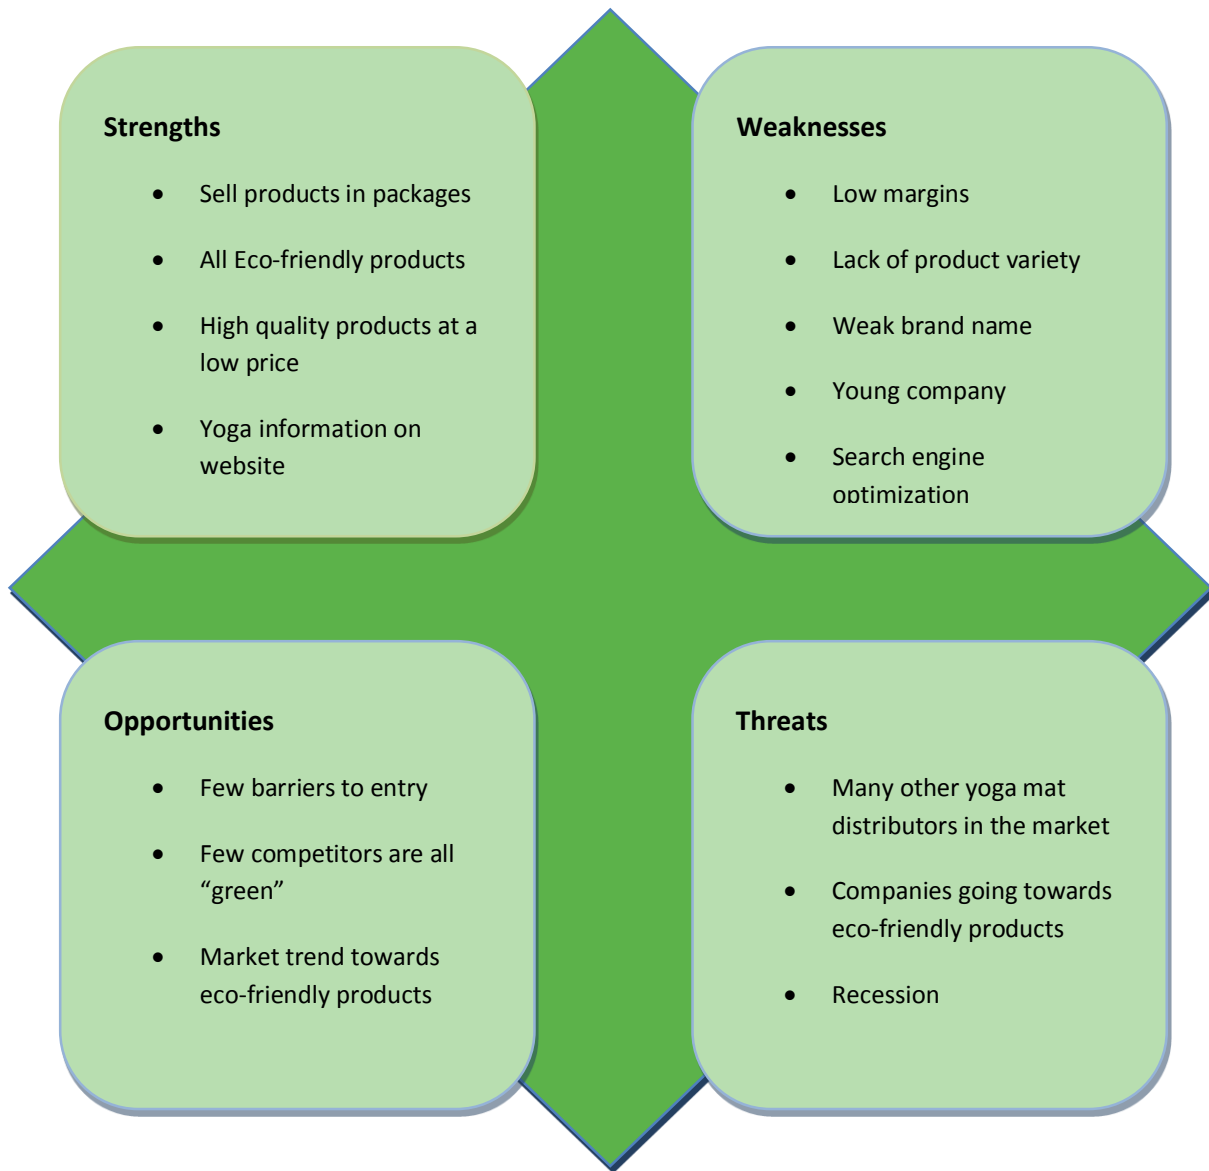 Strengths
• Sell products in packages
• All Eco-friendly products
• High quality products at a
low price
• Yoga information on
website
Weaknesses
• Low margins
• Lack of product variety
• Weak brand name
• Young company
• Search engine
optimization
Opportunities
• Few barriers to entry
• Few competitors are all
“green”
• Market trend towards
eco-friendly products
Threats
• Many other yoga mat
distributors in the market
• Companies going towards
eco-friendly products
• Recession